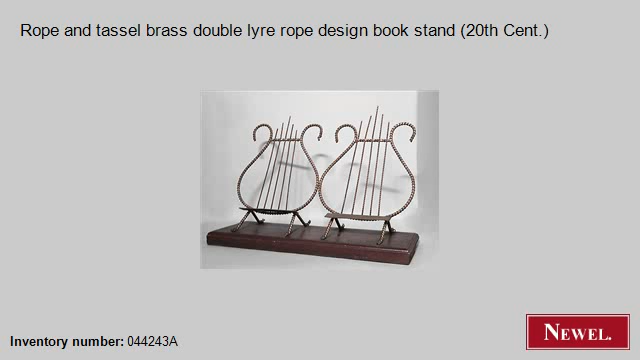 Rope and tassel brass double lyre rope design book stand (20th Cent.)
Inventory number: 044243A
NEWEL.